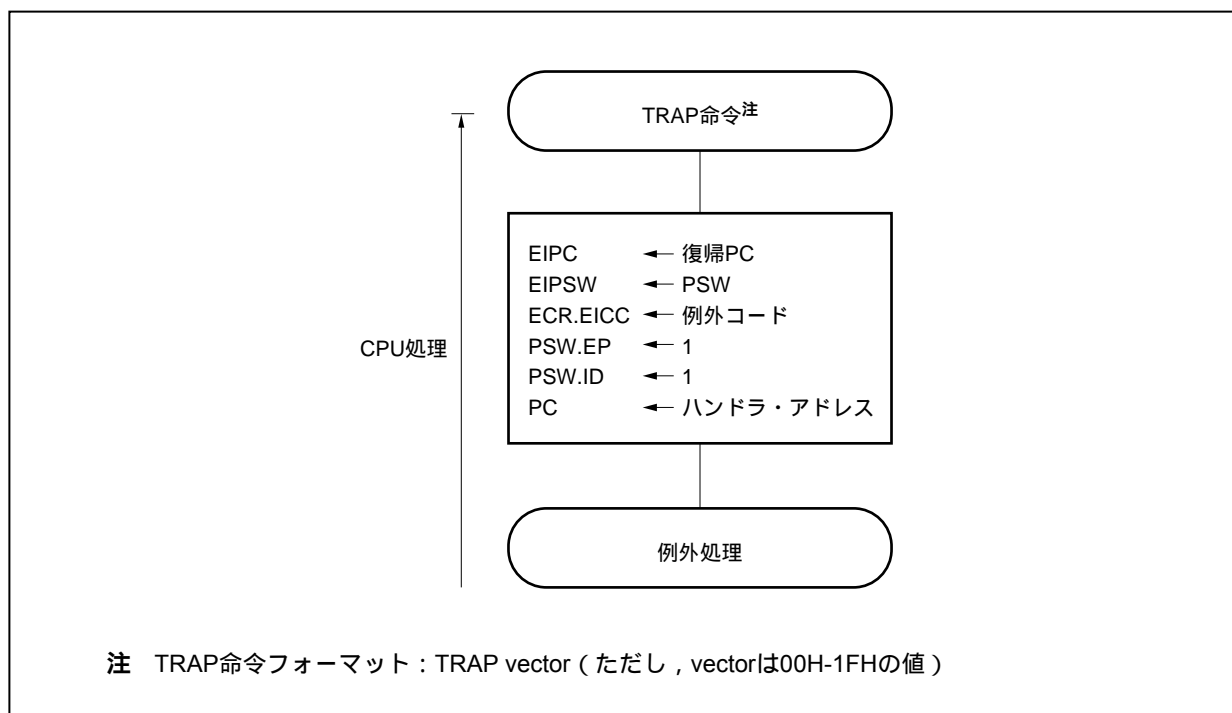 TRAP命令注
EIPC ← 復帰PC
EIPSW ← PSW
ECR.EICC ← 例外コード
PSW.EP ← 1
PSW.ID ← 1
PC ← ハンドラ・アドレス
CPU処理
例外処理
注 TRAP命令フォーマット：TRAP vector（ただし，vectorは00H-1FHの値）